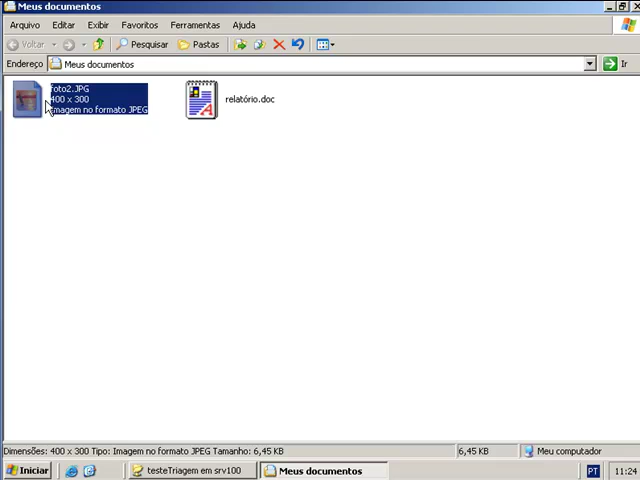 Meus documentos
Arquivo Editar Exibir Favoritos Ferramentas Ajuda
Voltar Pesquisar Pastas
Endereço Meus documentos Ir
foto2.JPG
400 x 300
Imagem no formato JPEG
relatório.doc
Dimensões: 400 x 300 Tipo: Imagem no formato JPEG Tamanho: 6,45 KB 6,45 KB Meu computador
Iniciar testeTriagem em srv100 Meus documentos PT 11:24